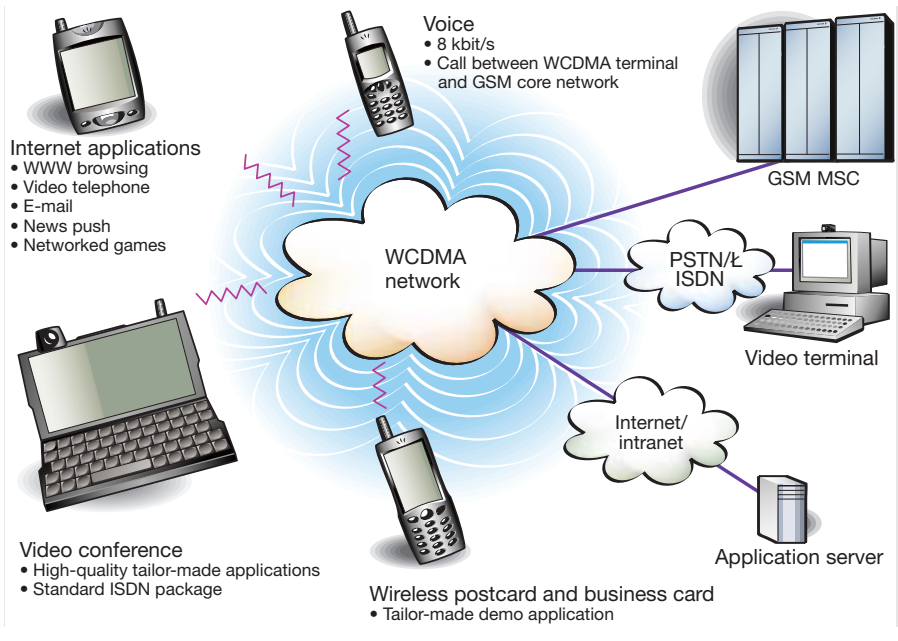 Voice
• 8 kbit/s
• Call between WCDMA terminal
and GSM core network
Internet applications
• WWW browsing
• Video telephone
• E-mail
• News push
• Networked games
GSM MSC
WCDMA
network
PSTN/Ł
ISDN
Video terminal
Internet/
intranet
Application server
Video conference
• High-quality tailor-made applications
• Standard ISDN package
Wireless postcard and business card
• Tailor-made demo application